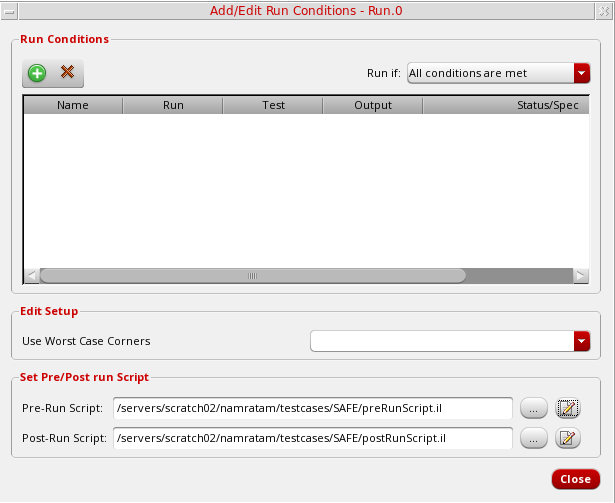 Add/Edit Run Conditions - Run.0
Run Conditions
Run if: All conditions are met
Name Run Test Output Status/Spec
Edit Setup
Use Worst Case Corners
Set Pre/Post run Script
Pre-Run Script: /servers/scratch02/namratam/testcases/SAFE/preRunScript.il ...
Post-Run Script: /servers/scratch02/namratam/testcases/SAFE/postRunScript.il ...
Close